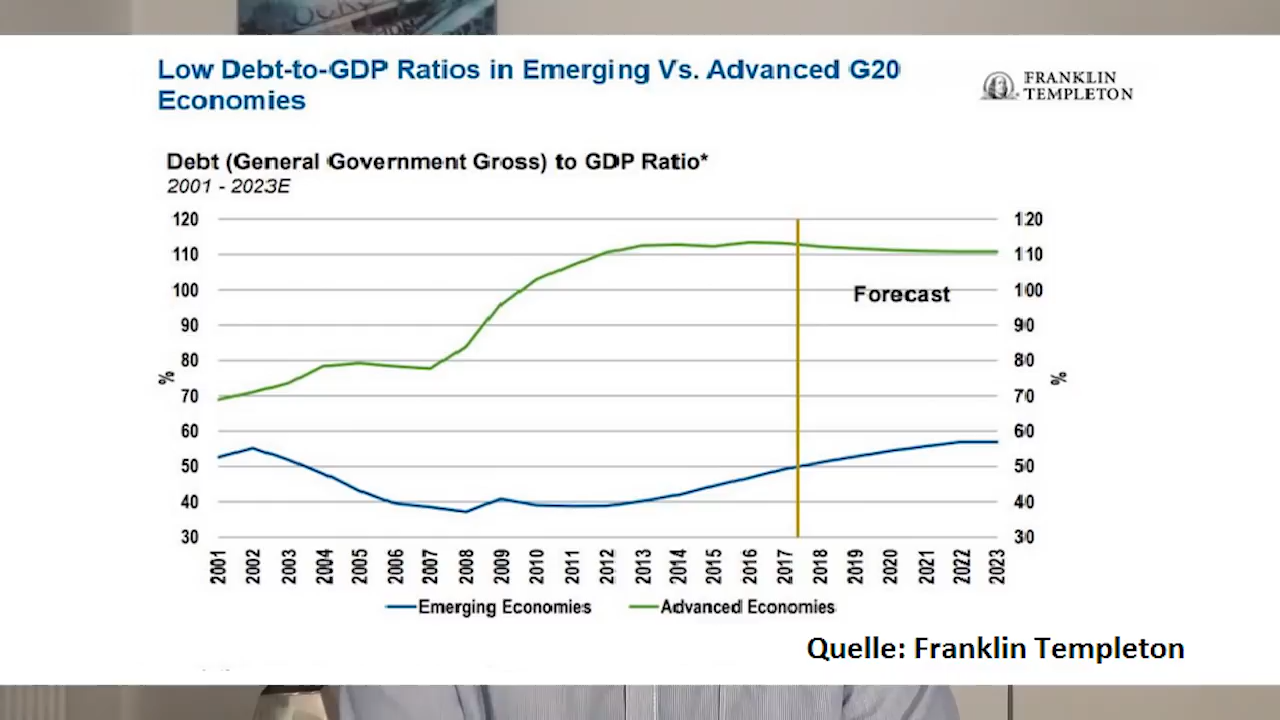 Low Debt-to-GDP Ratios in Emerging Vs. Advanced G20
Economies
FRANKLIN
TEMPLETON
Debt (General Government Gross) to GDP Ratio*
2001 - 2023E
120 120
110 110
100 100
Forecast
90 90
80 80
% %
70 70
60 60
50 50
40 40
30 30
2001 2002 2003 2004 2005 2006 2007 2008 2009 2010 2011 2012 2013 2014 2015 2016 2017 2018 2019 2020 2021 2022 2023
Emerging Economies Advanced Economies
Quelle: Franklin Templeton